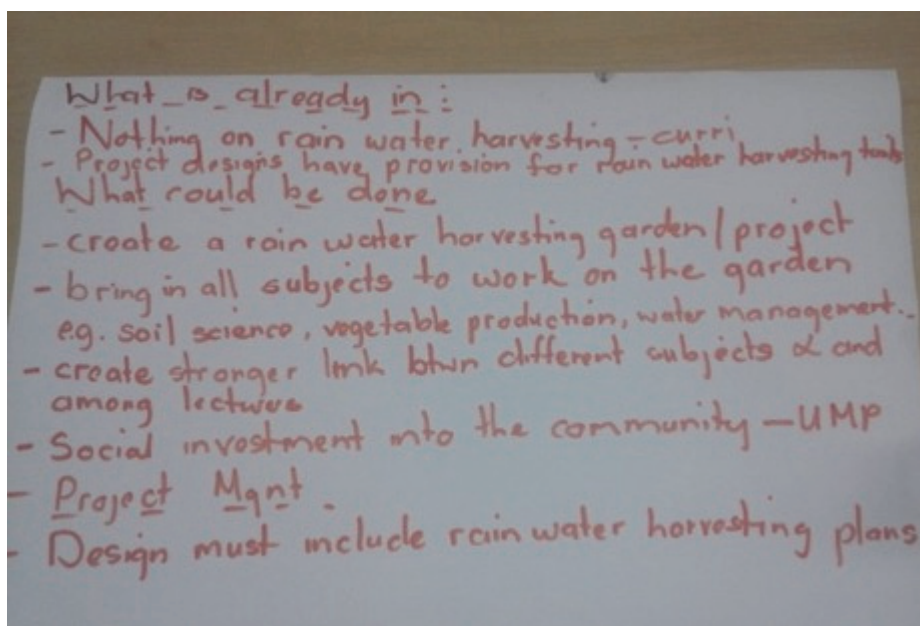 What is already in:
- Nothing on rain water harvesting - curri
- Project designs have provision for rain water harvesting tanks
What could be done
- create a rain water harvesting garden/project
- bring in all subjects to work on the garden
e.g. soil science, vegetable production, water management..
- create stronger link btwn different subjects & and
among lectures
- Social investment into the community - UMP
- Project Mgnt.
- Design must include rain water harvesting plans